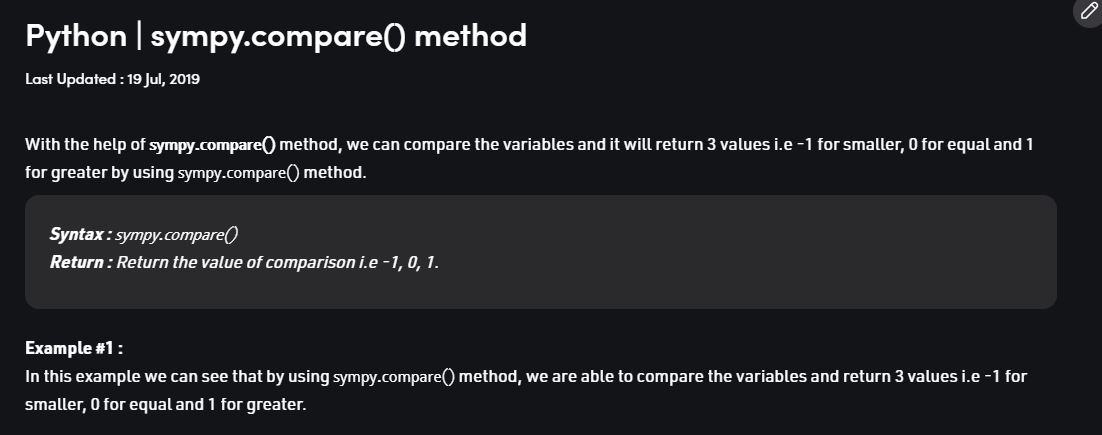 Python | sympy.compare() method
Last Updated : 19 Jul, 2019
With the help of sympy.compare() method, we can compare the variables and it will return 3 values i.e -1 for smaller, 0 for equal and 1
for greater by using sympy.compare() method.
Syntax : sympy.compare()
Return : Return the value of comparison i.e -1, 0, 1.
Example #1 :
In this example we can see that by using sympy.compare() method, we are able to compare the variables and return 3 values i.e -1 for
smaller, 0 for equal and 1 for greater.